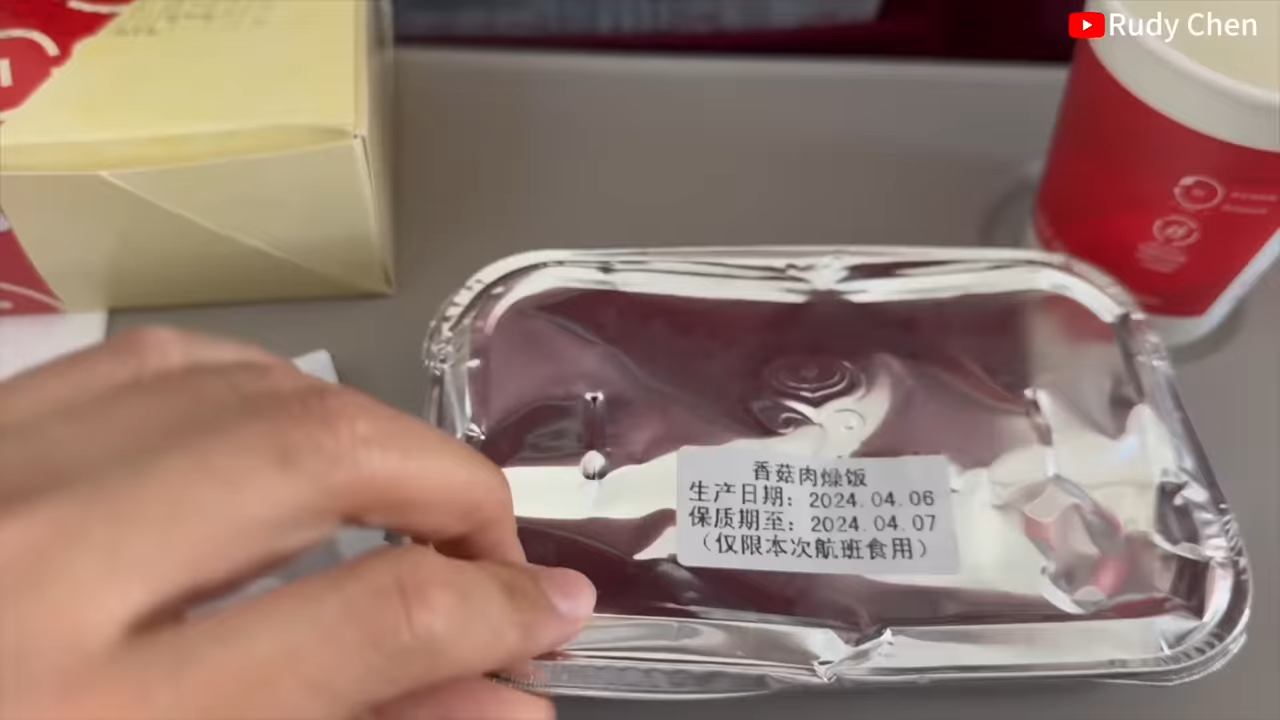 Rudy Chen
香菇肉燥饭
生产日期：2024.04.06
保质期至：2024.04.07
（仅限本次航班食用）